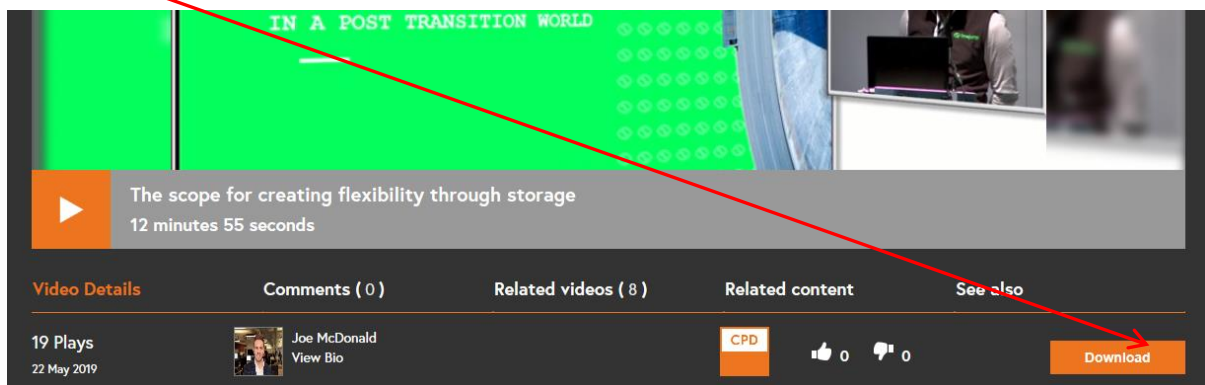 IN A POST TRANSITION WORLD
The scope for creating flexibility through storage
12 minutes 55 seconds
Video Details
Comments ( 0 )
Related videos ( 8 )
Related content
See also
19 Plays
22 May 2019
Joe McDonald
View Bio
CPD
0
0
Download